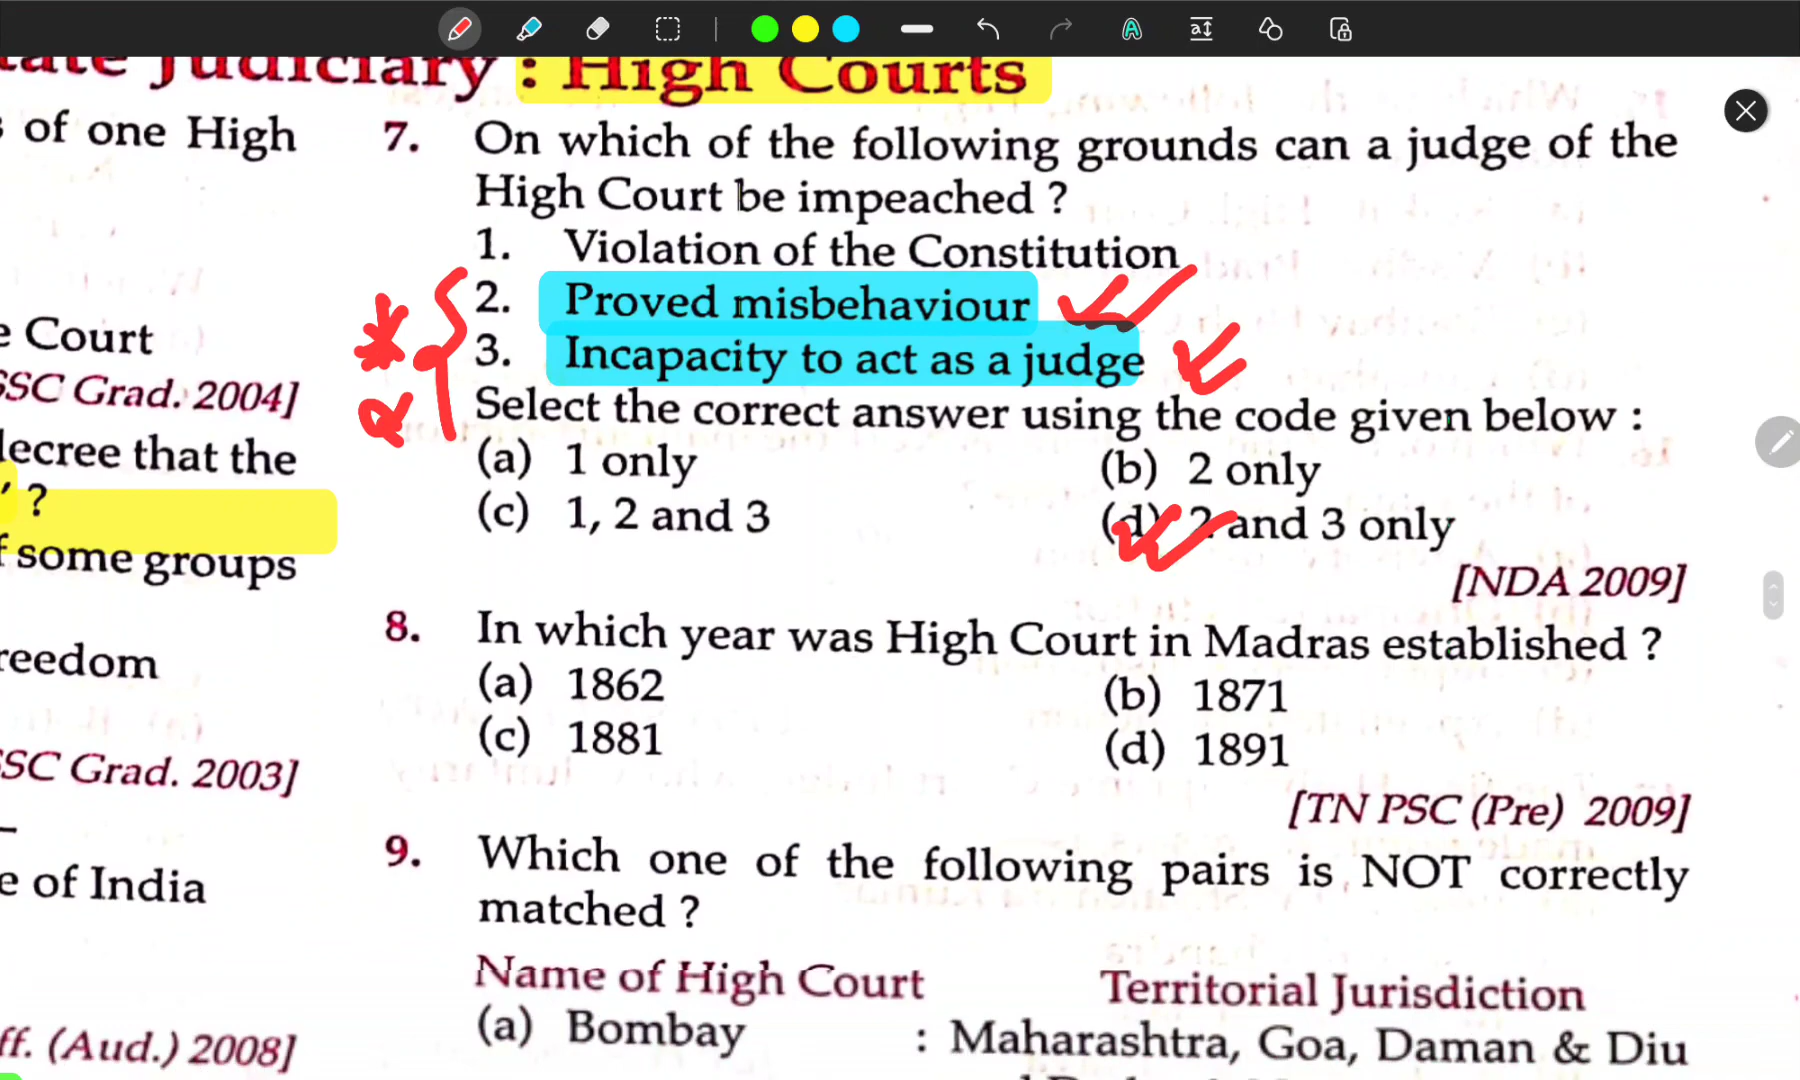 State Judiciary : High Courts
of one High
e Court
SSC Grad. 2004]
decree that the
' ?
f some groups
reedom
SSC Grad. 2003]
e of India
ff. (Aud.) 2008]
7. On which of the following grounds can a judge of the
High Court be impeached ?
1. Violation of the Constitution
2. Proved misbehaviour
3. Incapacity to act as a judge
Select the correct answer using the code given below :
(a) 1 only (b) 2 only
(c) 1, 2 and 3 (d) 2 and 3 only
[NDA 2009]
8. In which year was High Court in Madras established ?
(a) 1862 (b) 1871
(c) 1881 (d) 1891
[TN PSC (Pre) 2009]
9. Which one of the following pairs is NOT correctly
matched ?
Name of High Court Territorial Jurisdiction
(a) Bombay : Maharashtra, Goa, Daman & Diu